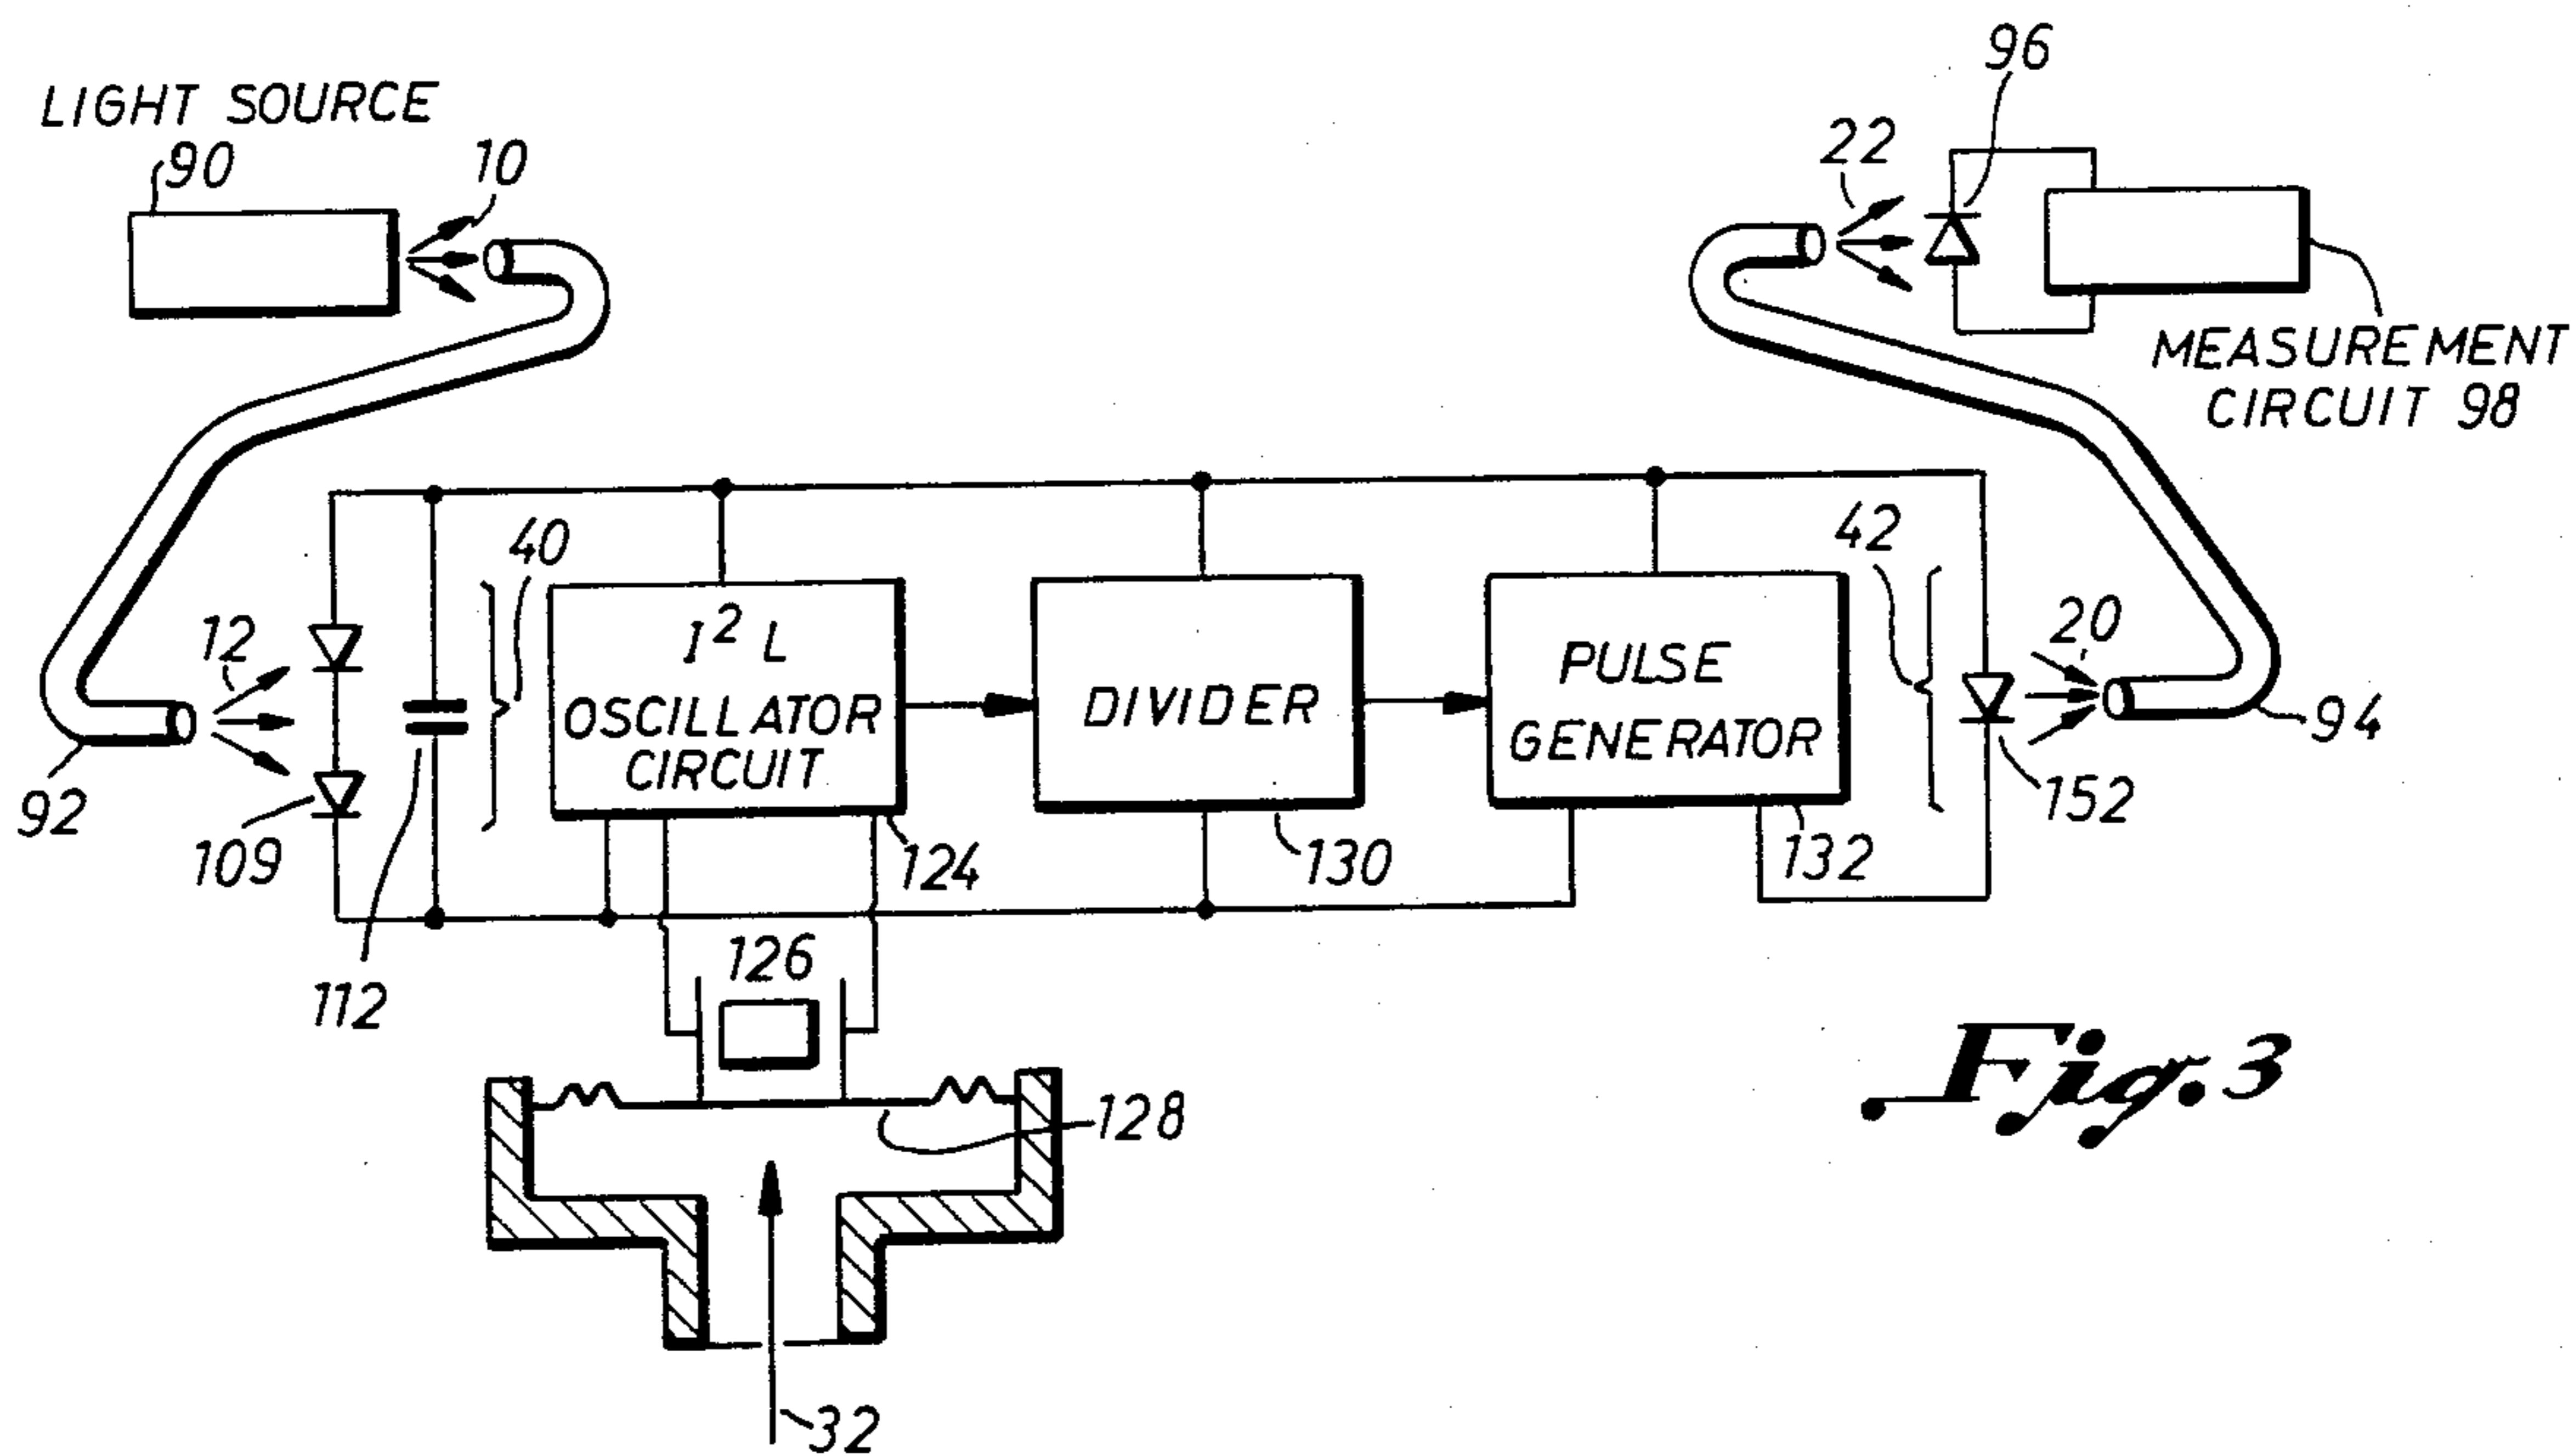 LIGHT SOURCE
90
10
96
22
MEASUREMENT
CIRCUIT 98
40
42
12
I² L
OSCILLATOR
CIRCUIT
DIVIDER
PULSE
GENERATOR
20
94
92
109
124
130
132
152
112
126
128
32
Fig. 3